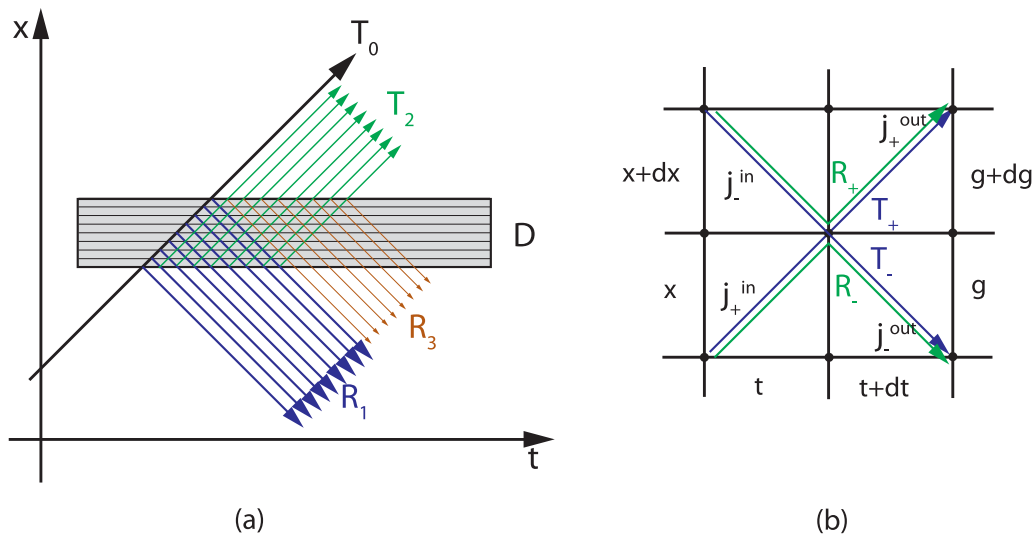 x
T₀
T₂
D
R₃
R₁
t
(a)
j₊ᵒᵘᵗ
x+dx
j₋ⁱⁿ
R₊
g+dg
T₊
T₋
x
j₊ⁱⁿ
R₋
g
j₋ᵒᵘᵗ
t
t+dt
(b)